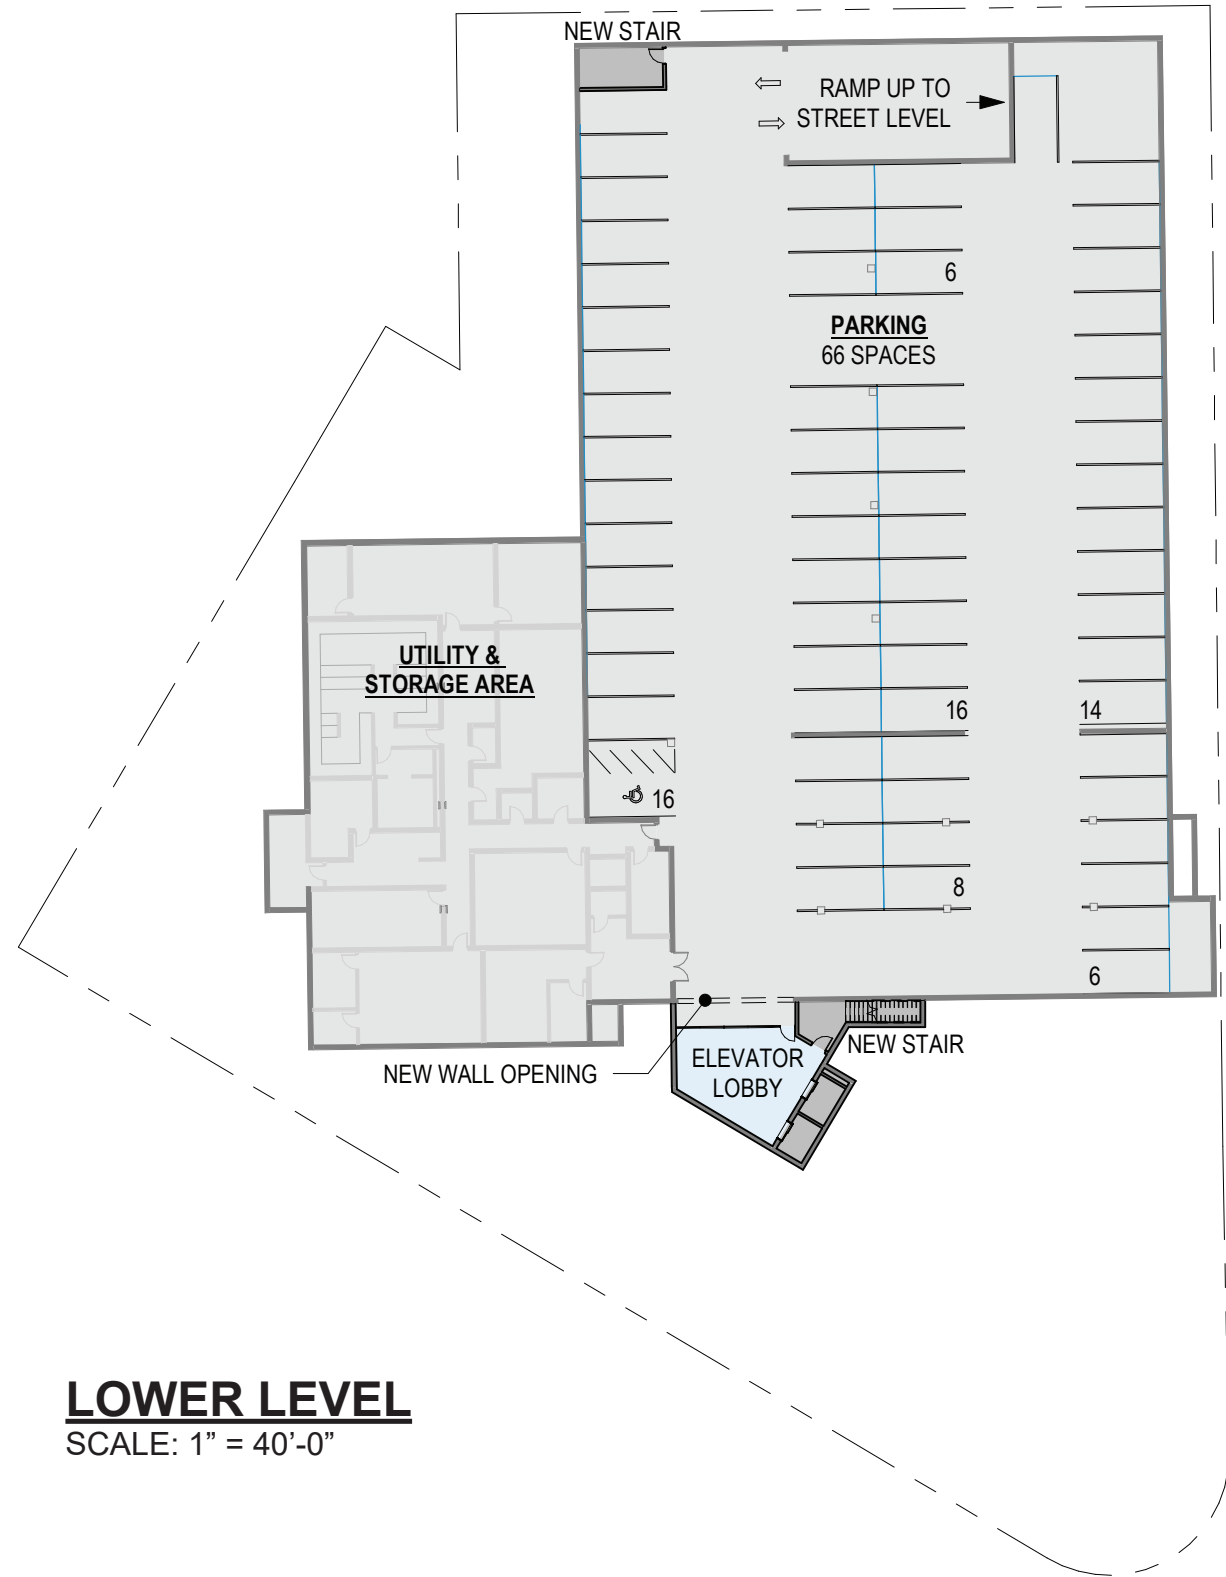 NEW STAIR
RAMP UP TO
STREET LEVEL
6
PARKING
66 SPACES
UTILITY &
STORAGE AREA
16
14
16
8
6
NEW STAIR
ELEVATOR
LOBBY
NEW WALL OPENING
LOWER LEVEL
SCALE: 1” = 40’-0”